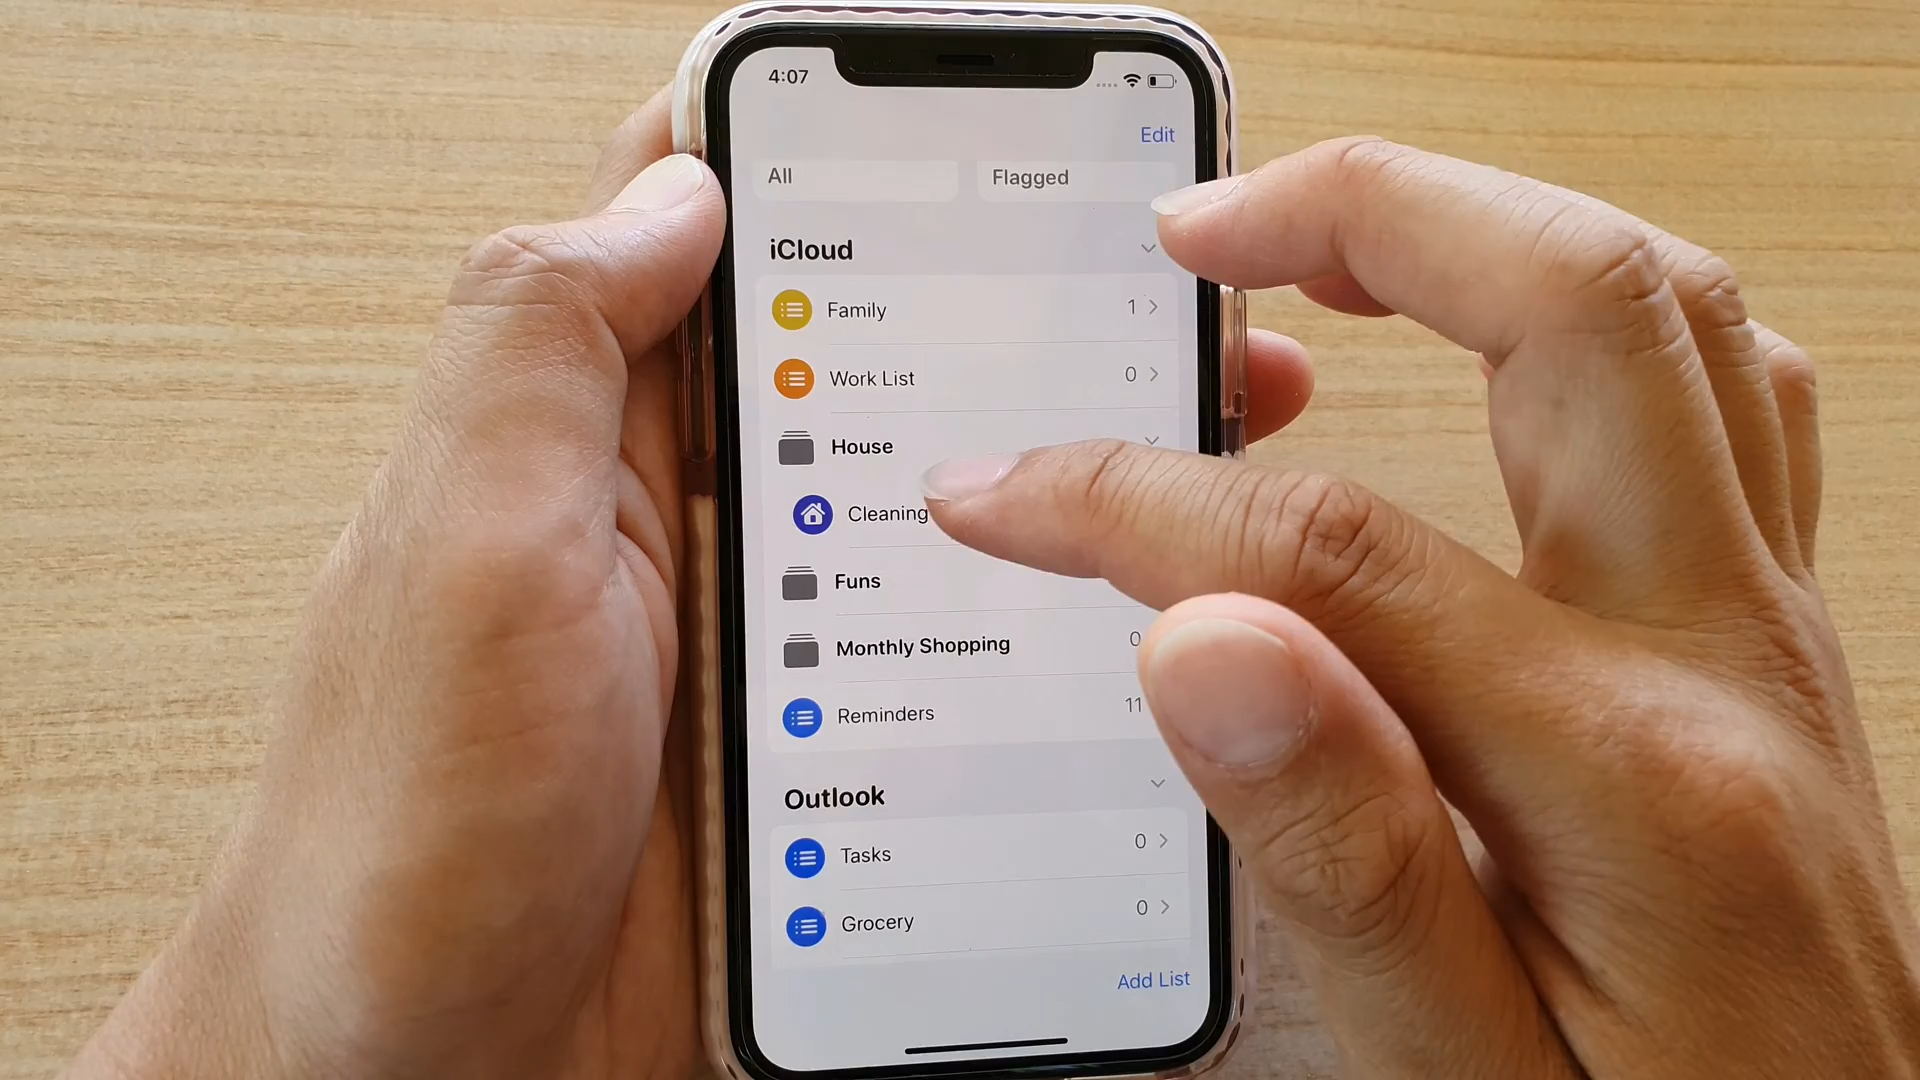 4:07
Edit
All
Flagged
iCloud
Family 1
Work List 0
House
Cleaning
Funs
Monthly Shopping 0
Reminders 11
Outlook
Tasks 0
Grocery 0
Add List